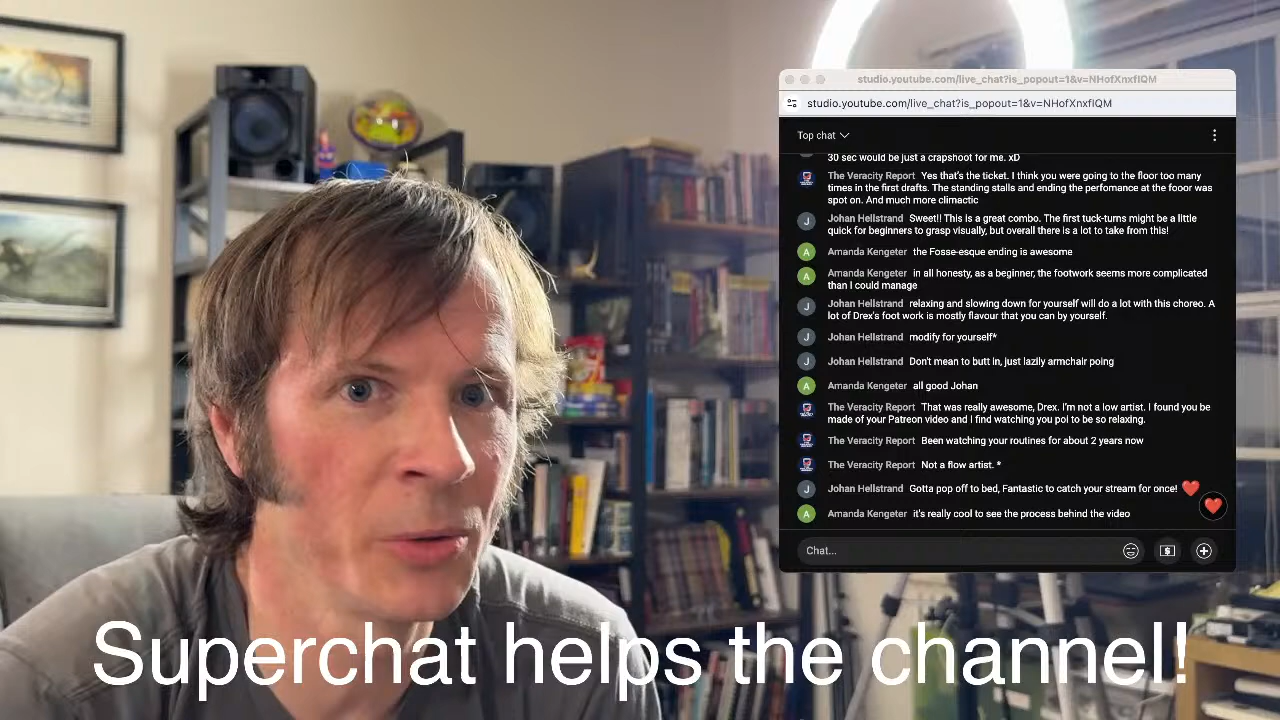 studio.youtube.com/live_chat?is_popout=1&v=NHofXnxfIQM
studio.youtube.com/live_chat?is_popout=1&v=NHofXnxfIQM
Top chat
30 sec would be just a crapshoot for me. xD
The Veracity Report Yes that's the ticket. I think you were going to the floor too many
times in the first drafts. The standing stalls and ending the perfomance at the fooor was
spot on. And much more climactic
J Johan Hellstrand Sweet!! This is a great combo. The first tuck-turns might be a little
quick for beginners to grasp visually, but overall there is a lot to take from this!
A Amanda Kengeter the Fosse-esque ending is awesome
A Amanda Kengeter in all honesty, as a beginner, the footwork seems more complicated
than I could manage
J Johan Hellstrand relaxing and slowing down for yourself will do a lot with this choreo. A
lot of Drex's foot work is mostly flavour that you can by yourself.
J Johan Hellstrand modify for yourself*
J Johan Hellstrand Don't mean to butt in, just lazily armchair poing
A Amanda Kengeter all good Johan
The Veracity Report That was really awesome, Drex. I'm not a low artist. I found you be
made of your Patreon video and I find watching you poI to be so relaxing.
The Veracity Report Been watching your routines for about 2 years now
The Veracity Report Not a flow artist. *
J Johan Hellstrand Gotta pop off to bed, Fantastic to catch your stream for once! ❤️
A Amanda Kengeter it's really cool to see the process behind the video
Chat...
Superchat helps the channel!